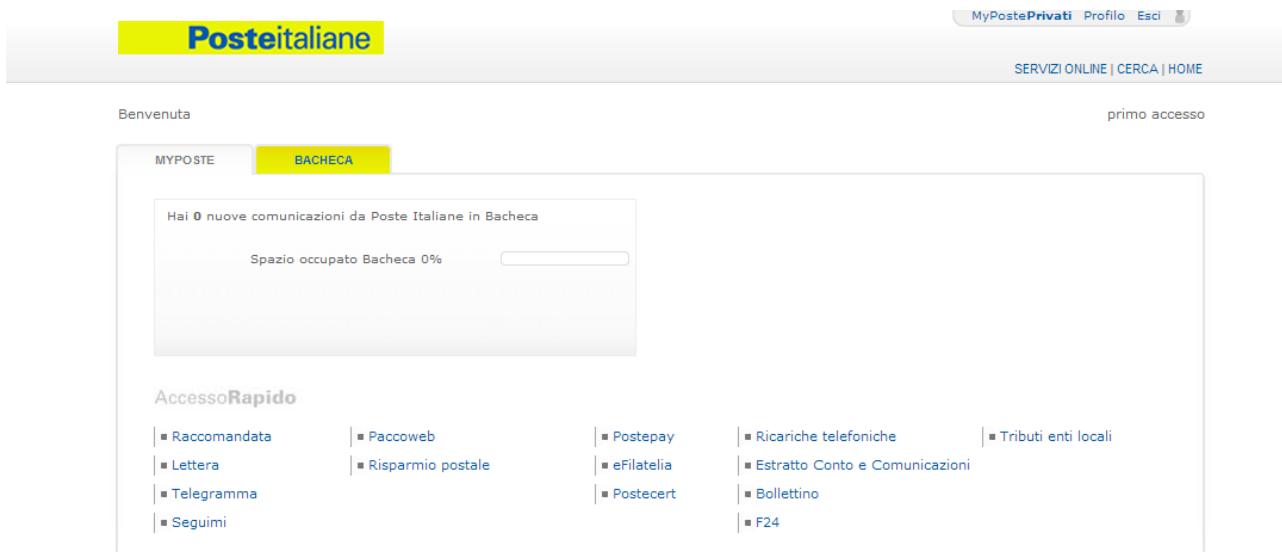 MyPostePrivati Profilo Esci
Posteitaliane
SERVIZI ONLINE | CERCA | HOME
Benvenuta primo accesso
MYPOSTE BACHECA
Hai 0 nuove comunicazioni da Poste Italiane in Bacheca
Spazio occupato Bacheca 0%
AccessoRapido
Raccomandata Paccoweb Postepay Ricariche telefoniche Tributi enti locali
Lettera Risparmio postale eFilatelia Estratto Conto e Comunicazioni
Telegramma Postecert Bollettino
Seguimi F24